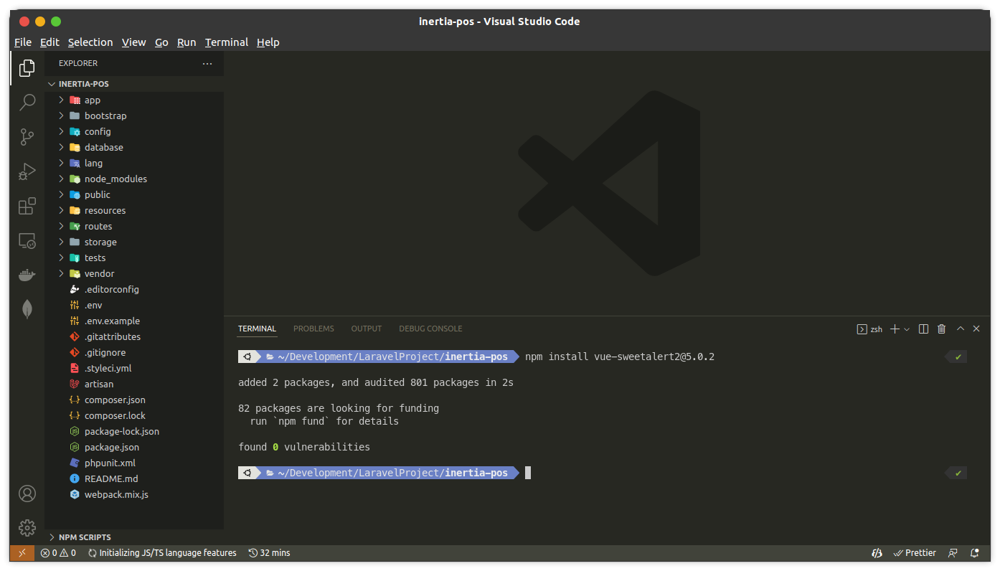 inertia-pos - Visual Studio Code
File Edit Selection View Go Run Terminal Help
EXPLORER
INERTIA-POS
app
bootstrap
config
database
lang
node_modules
public
resources
routes
storage
tests
vendor
.editorconfig
.env
.env.example
.gitattributes
.gitignore
.styleci.yml
artisan
composer.json
composer.lock
package-lock.json
package.json
phpunit.xml
README.md
webpack.mix.js
NPM SCRIPTS
TERMINAL PROBLEMS OUTPUT DEBUG CONSOLE zsh
~/Development/LaravelProject/inertia-pos npm install vue-sweetalert2@5.0.2
added 2 packages, and audited 801 packages in 2s
82 packages are looking for funding
run `npm fund` for details
found 0 vulnerabilities
~/Development/LaravelProject/inertia-pos
0 0 Initializing JS/TS language features 32 mins Prettier